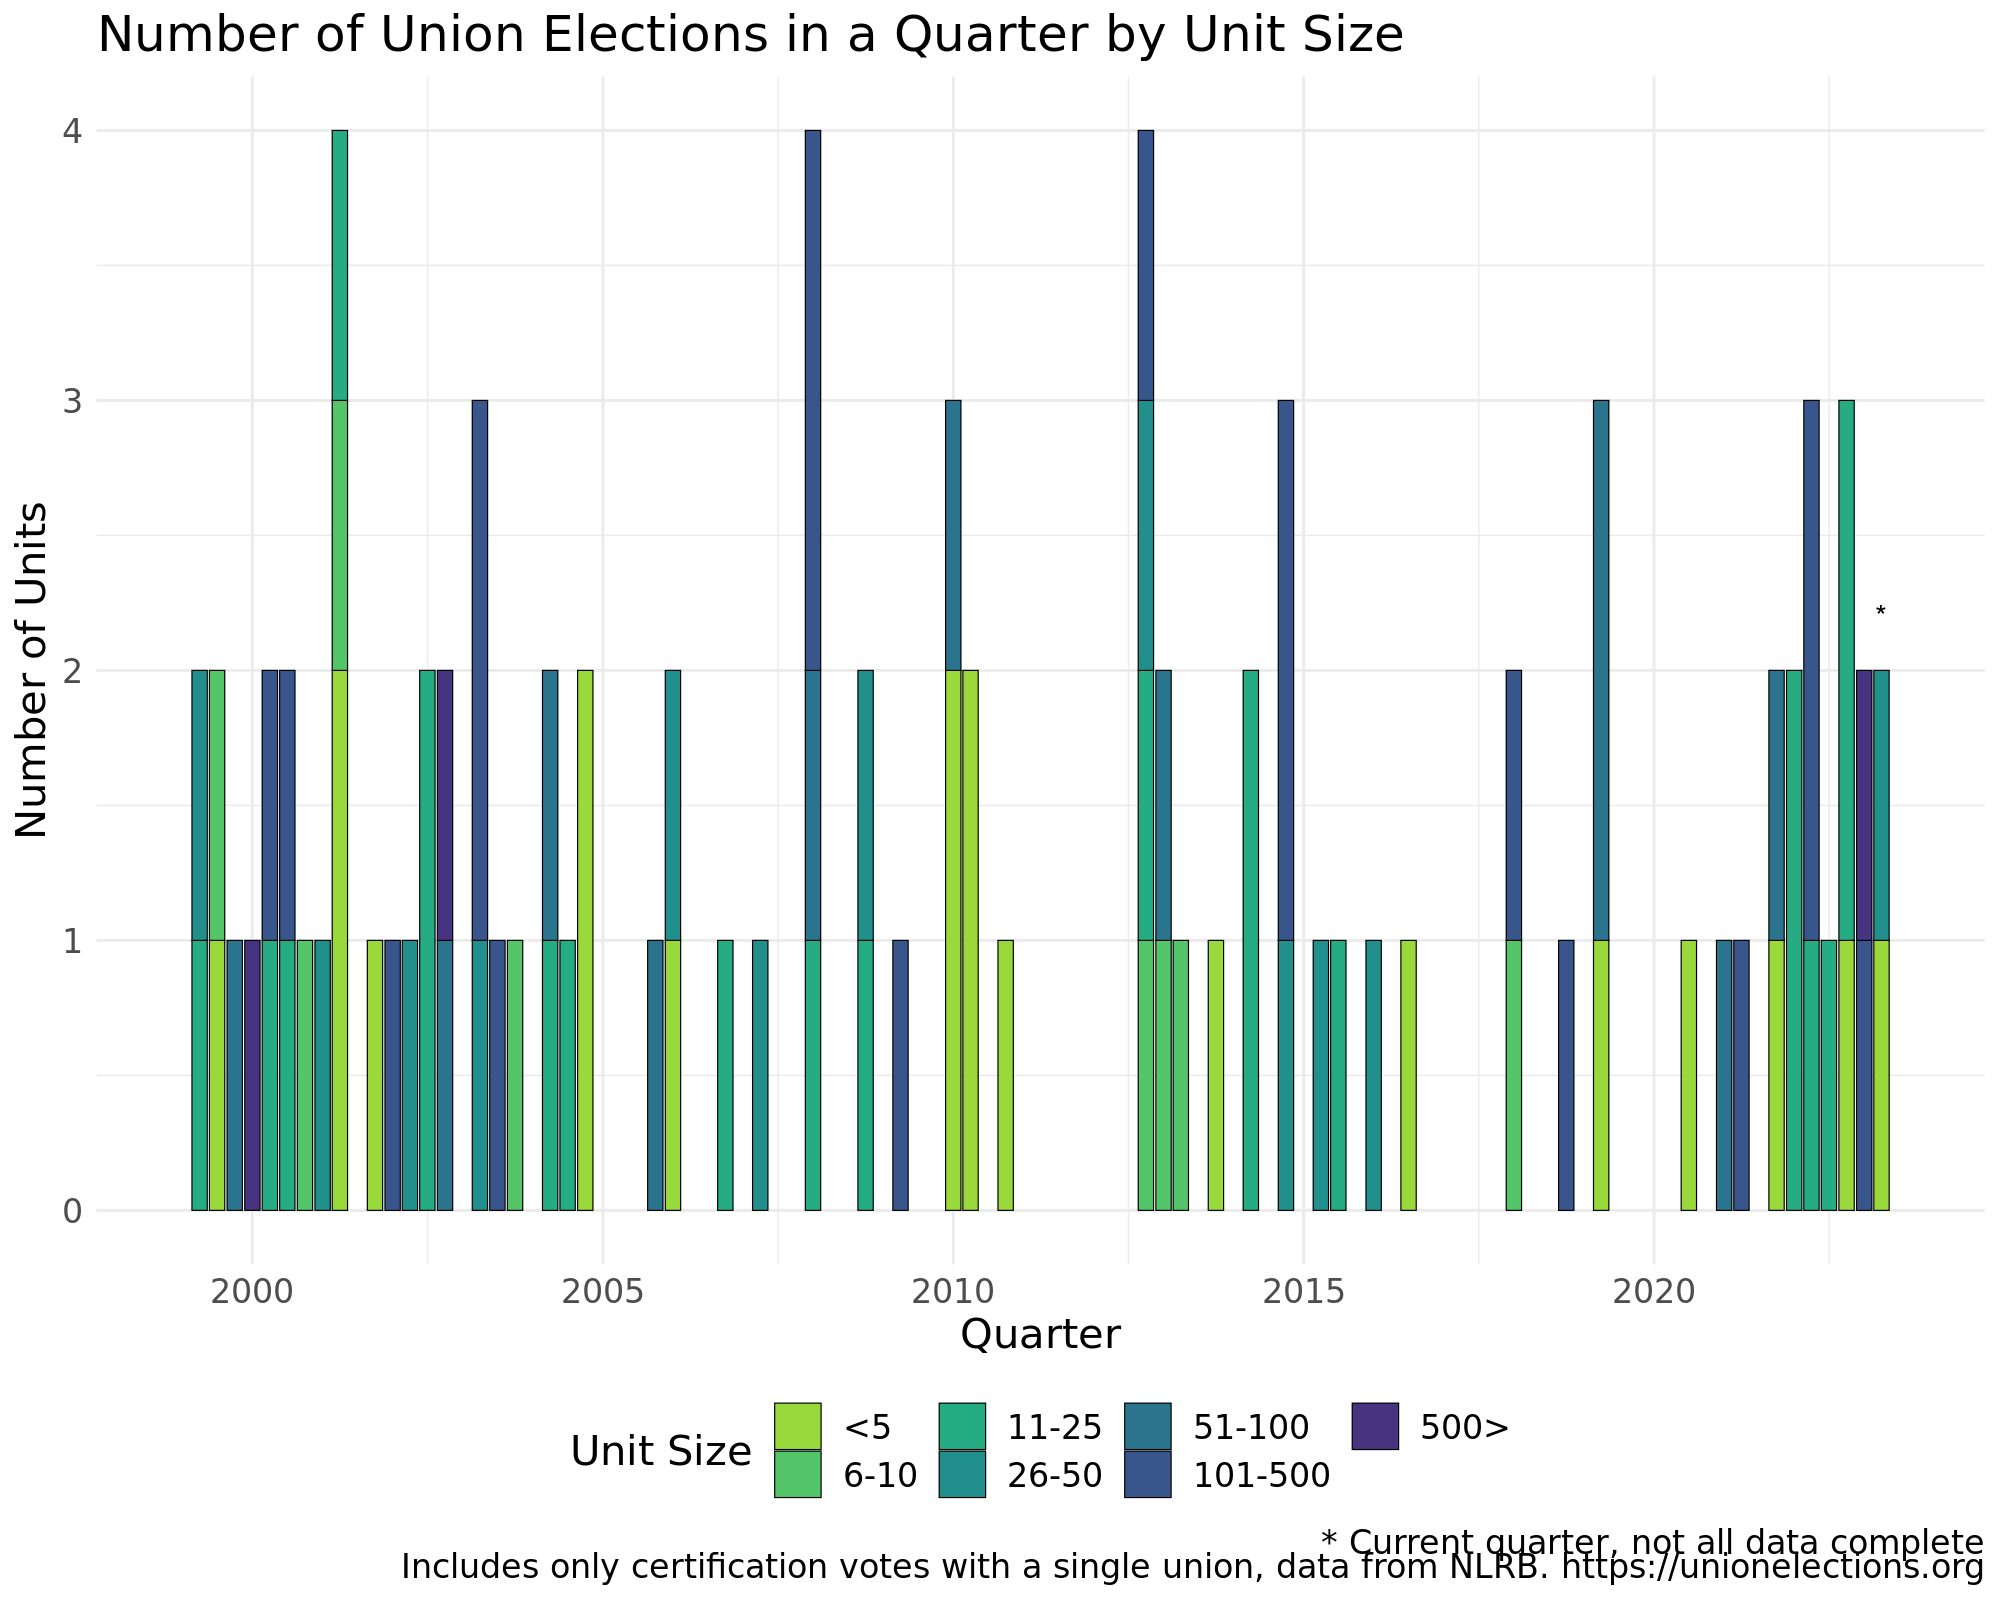 Number of Union Elections in a Quarter by Unit Size
Number of Units
4
3
2
1
0
*
2000 2005 2010 2015 2020
Quarter
Unit Size
<5 11-25 51-100 500>
6-10 26-50 101-500
* Current quarter, not all data complete
Includes only certification votes with a single union, data from NLRB. https://unionelections.org